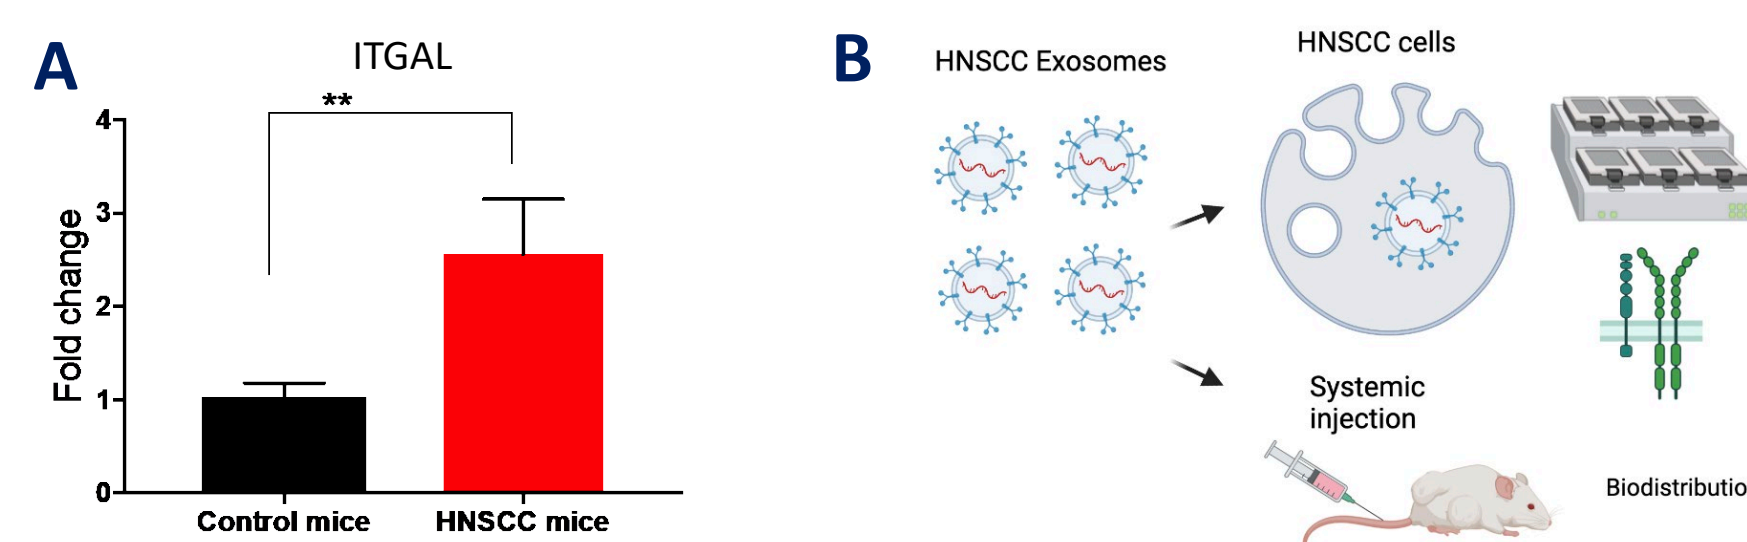 A
ITGAL
**
Fold change
4
3
2
1
0
Control mice
HNSCC mice
B
HNSCC Exosomes
HNSCC cells
Systemic
injection
Biodistributio